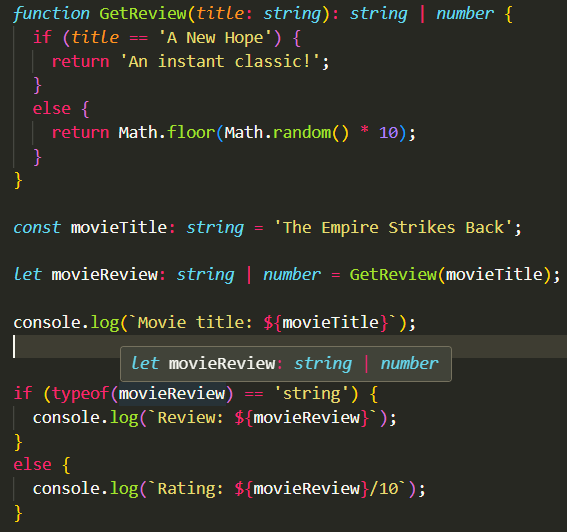 function GetReview(title: string): string | number {
  if (title == 'A New Hope') {
    return 'An instant classic!';
  }
  else {
    return Math.floor(Math.random() * 10);
  }
}
const movieTitle: string = 'The Empire Strikes Back';
let movieReview: string | number = GetReview(movieTitle);
console.log(`Movie title: ${movieTitle}`);
let movieReview: string | number
if (typeof(movieReview) == 'string') {
  console.log(`Review: ${movieReview}`);
}
else {
  console.log(`Rating: ${movieReview}/10`);
}